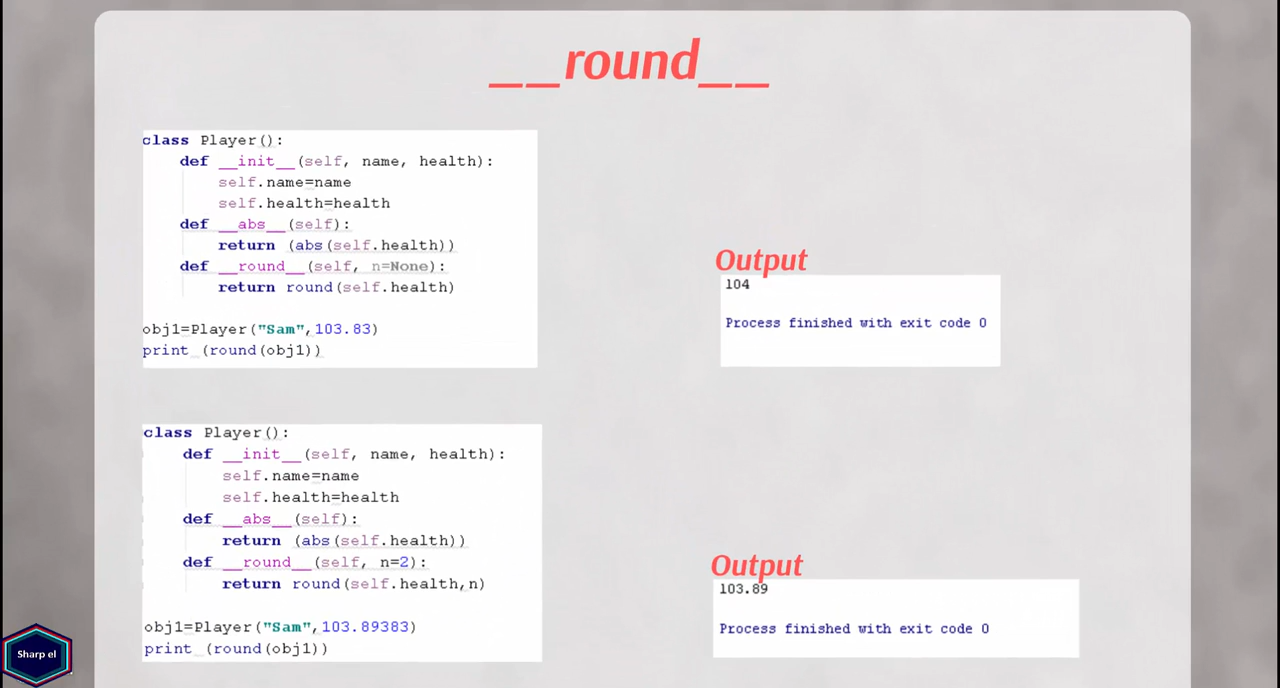 __round__
class Player():
def __init__(self, name, health):
self.name=name
self.health=health
def __abs__(self):
return (abs(self.health))
def __round__(self, n=None):
return round(self.health)
obj1=Player("Sam",103.83)
print (round(obj1))
Output
104
Process finished with exit code 0
class Player():
def __init__(self, name, health):
self.name=name
self.health=health
def __abs__(self):
return (abs(self.health))
def __round__(self, n=2):
return round(self.health,n)
obj1=Player("Sam",103.89383)
print (round(obj1))
Output
103.89
Process finished with exit code 0
Sharp el